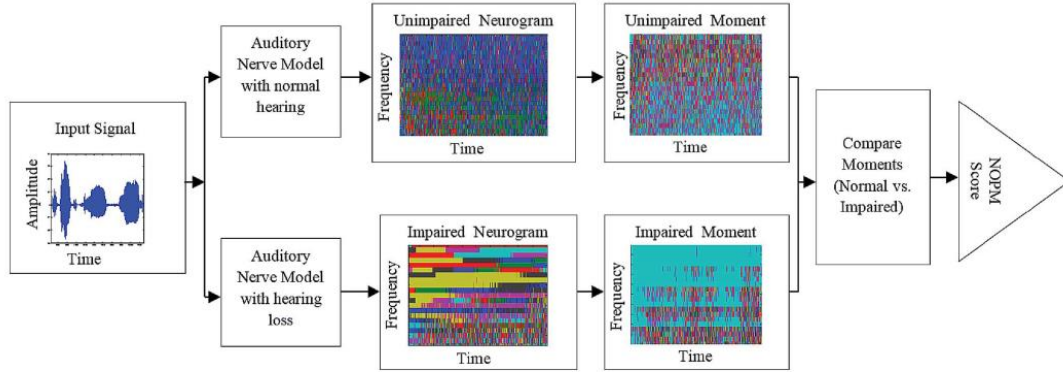 Input Signal
Amplitude
Time
Auditory
Nerve Model
with normal
hearing
Unimpaired Neurogram
Frequency
Time
Unimpaired Moment
Frequency
Time
Auditory
Nerve Model
with hearing
loss
Impaired Neurogram
Frequency
Time
Impaired Moment
Frequency
Time
Compare
Moments
(Normal vs.
Impaired)
NOPM
Score